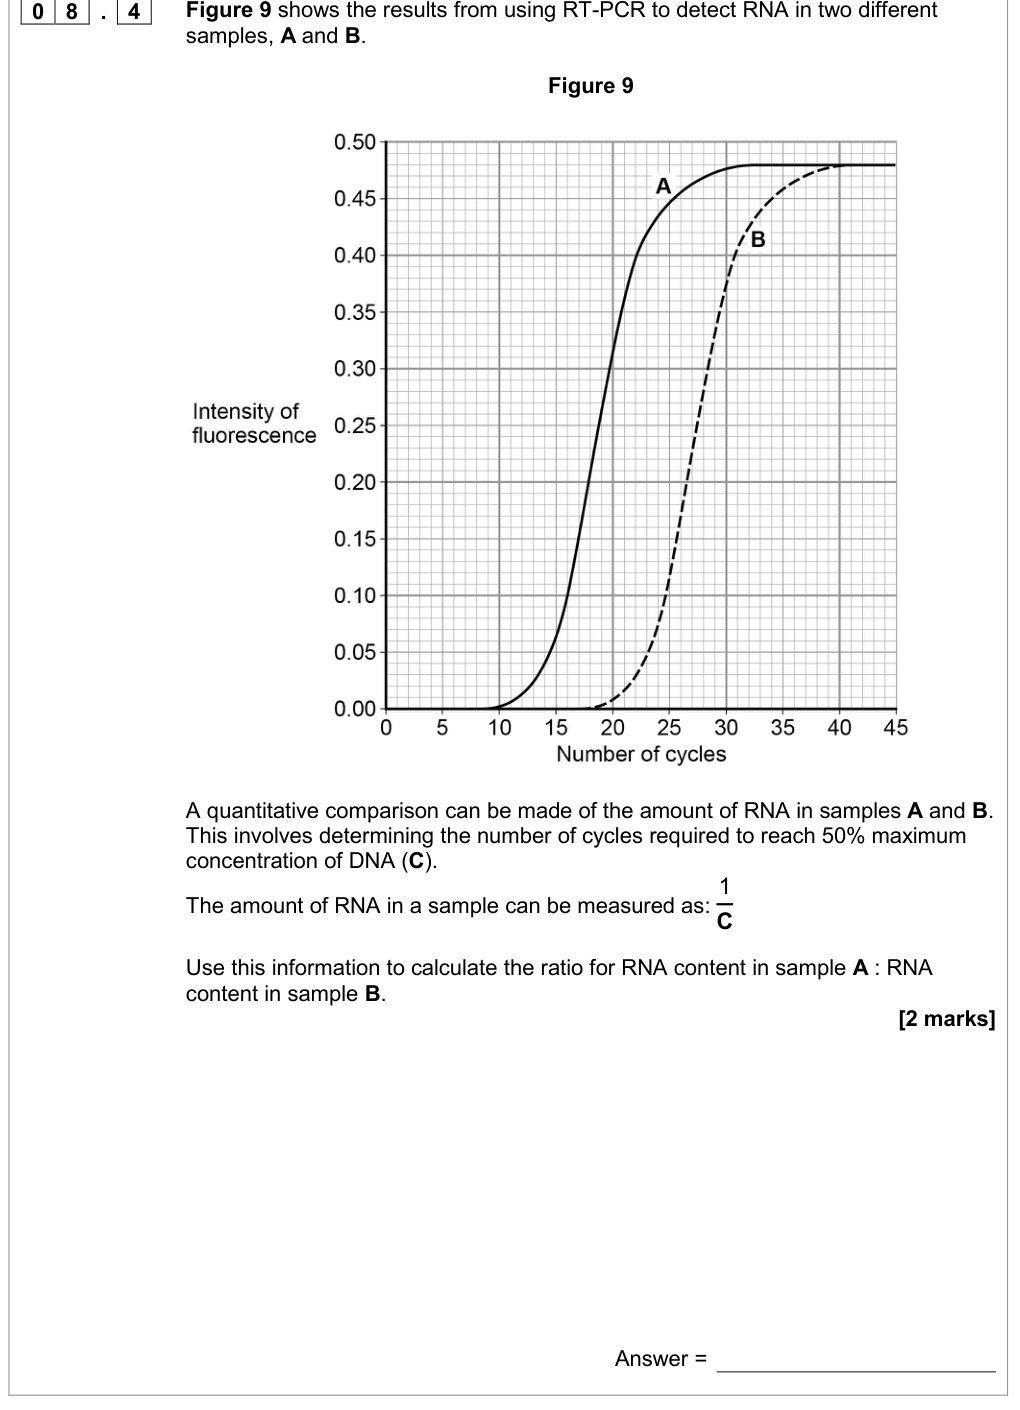 0 8 . 4
Figure 9 shows the results from using RT-PCR to detect RNA in two different
samples, A and B.
Figure 9
0.50
A
0.45
B
0.40
0.35
0.30
Intensity of
fluorescence
0.25
0.20
0.15
0.10
0.05
0.00
0 5 10 15 20 25 30 35 40 45
Number of cycles
A quantitative comparison can be made of the amount of RNA in samples A and B.
This involves determining the number of cycles required to reach 50% maximum
concentration of DNA (C).
The amount of RNA in a sample can be measured as: 1
C
Use this information to calculate the ratio for RNA content in sample A : RNA
content in sample B.
[2 marks]
Answer =